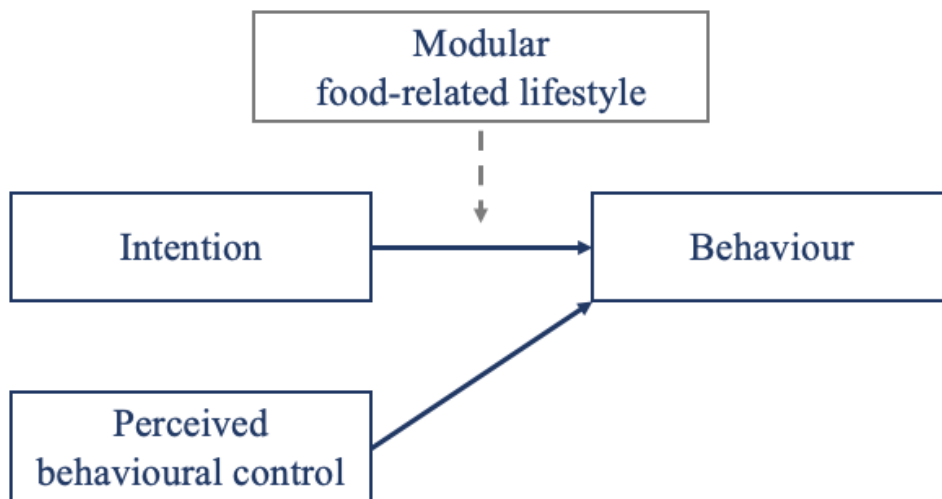 Modular
food-related lifestyle
Intention
Behaviour
Perceived
behavioural control